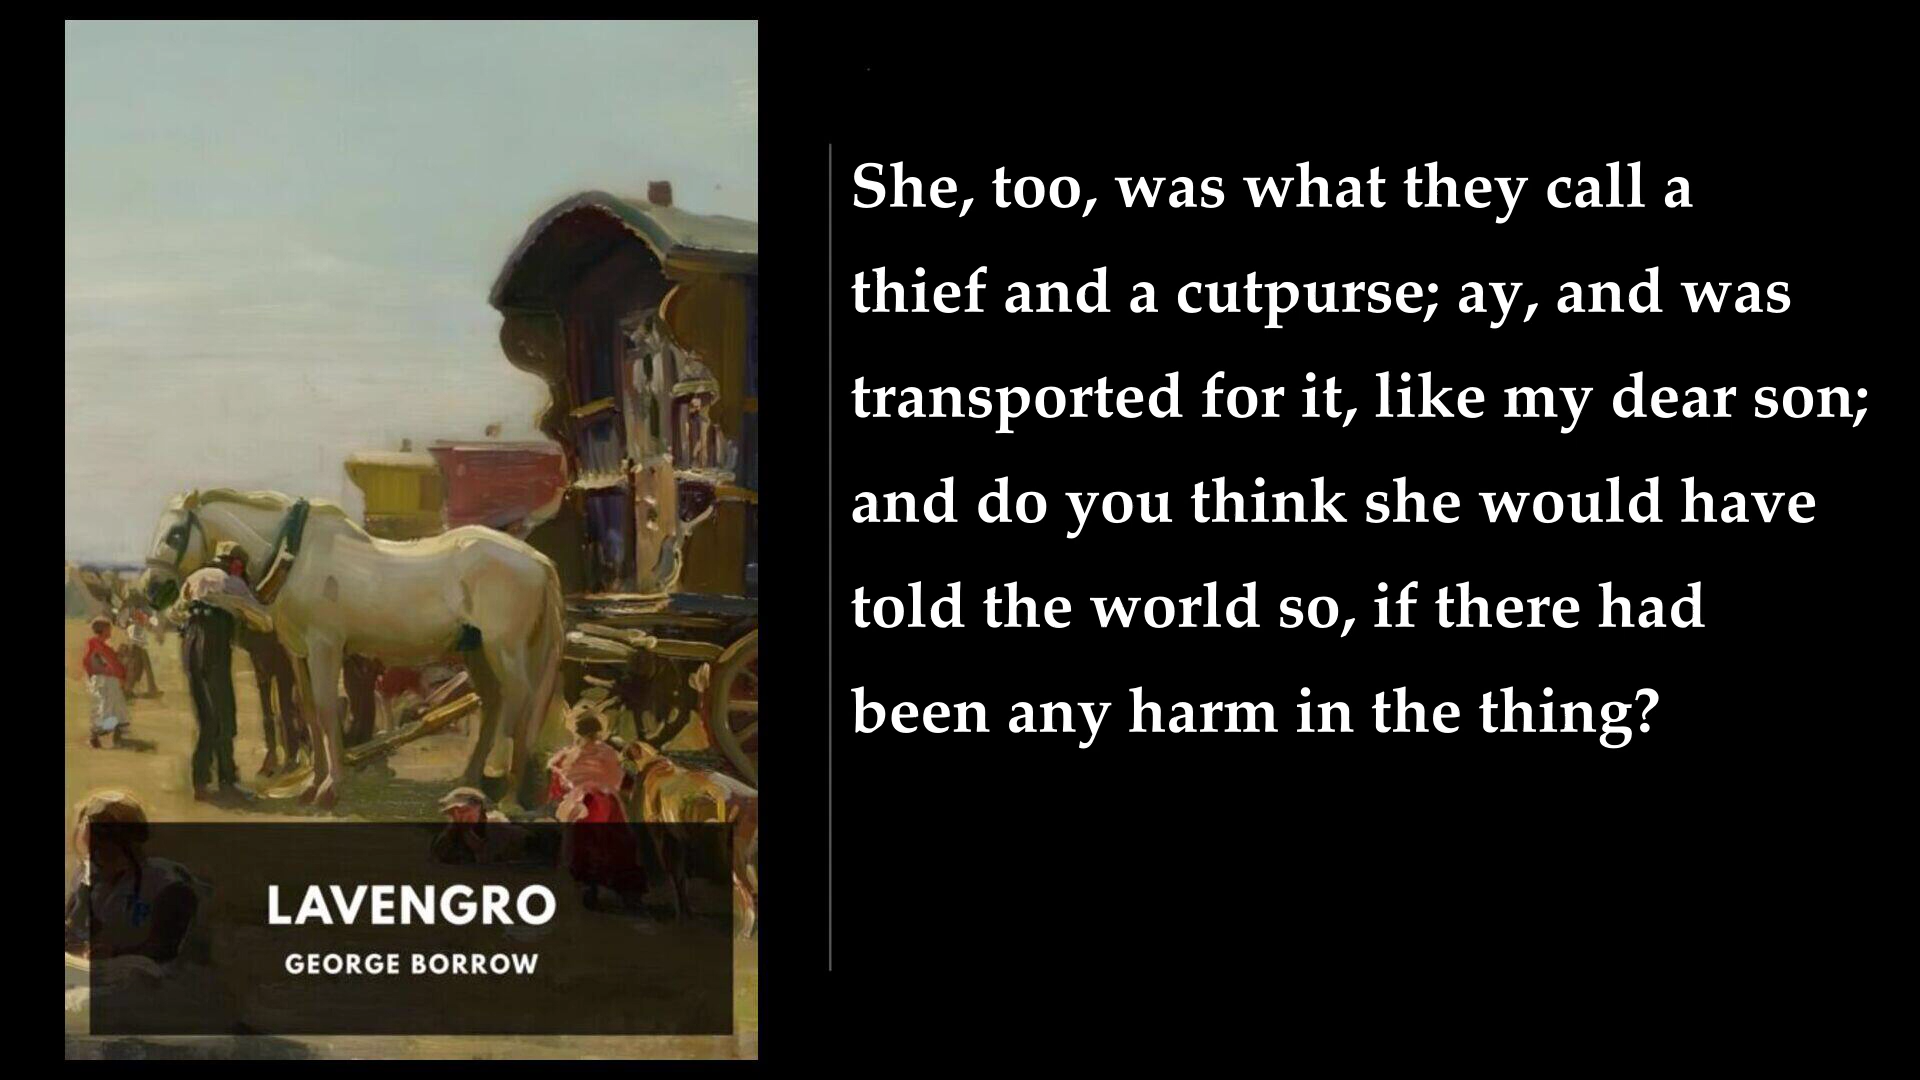 She, too, was what they call a
thief and a cutpurse; ay, and was
transported for it, like my dear son;
and do you think she would have
told the world so, if there had
been any harm in the thing?
LAVENGRO
GEORGE BORROW